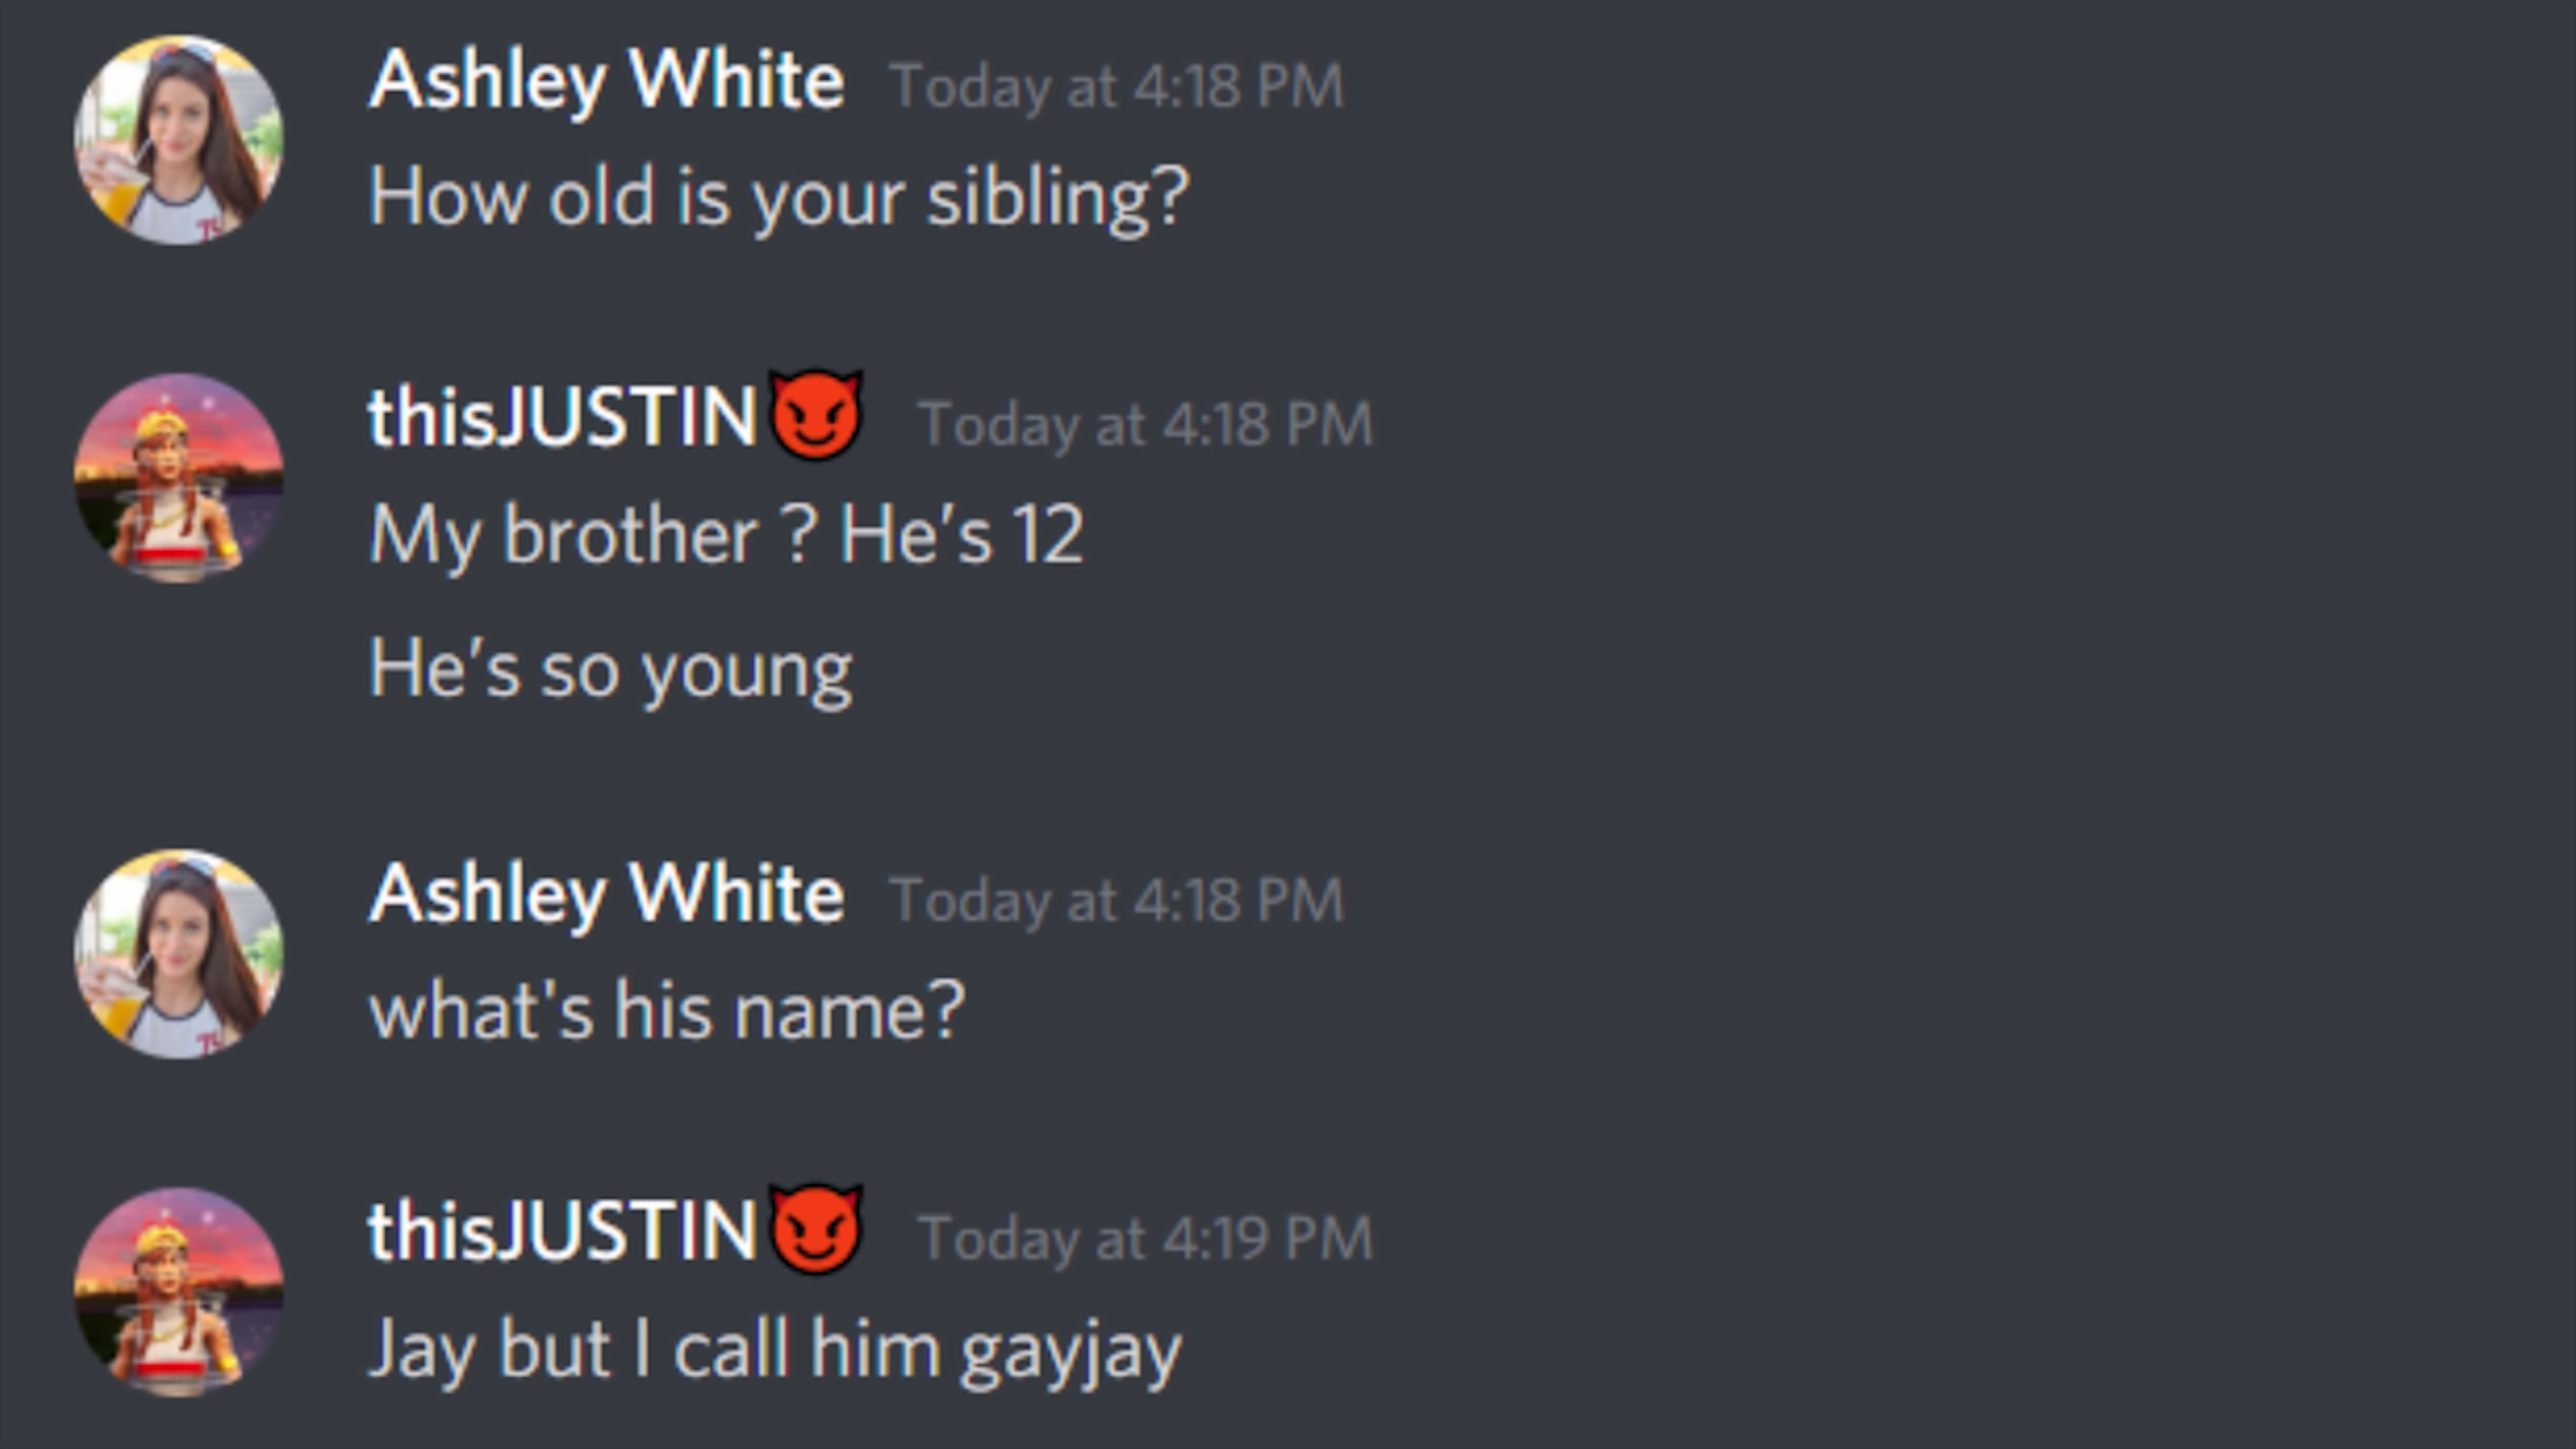 Ashley White Today at 4:18 PM
How old is your sibling?
thisJUSTIN😈 Today at 4:18 PM
My brother ? He’s 12
He’s so young
Ashley White Today at 4:18 PM
what's his name?
thisJUSTIN😈 Today at 4:19 PM
Jay but I call him gayjay